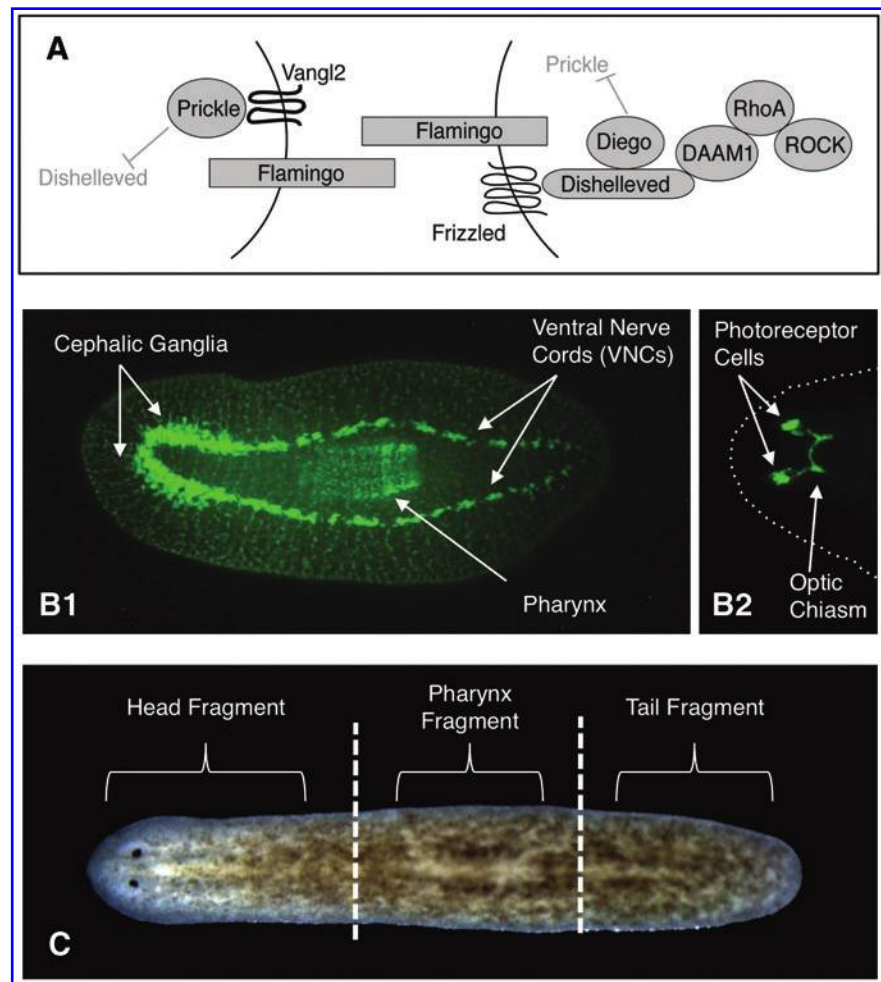 A
Vangl2
Prickle
Dishelleved
Flamingo
Flamingo
Frizzled
Prickle
Diego
Dishelleved
DAAM1
RhoA
ROCK
Cephalic Ganglia
Ventral Nerve
Cords (VNCs)
Pharynx
B1
Photoreceptor
Cells
Optic
Chiasm
B2
Head Fragment
Pharynx
Fragment
Tail Fragment
C